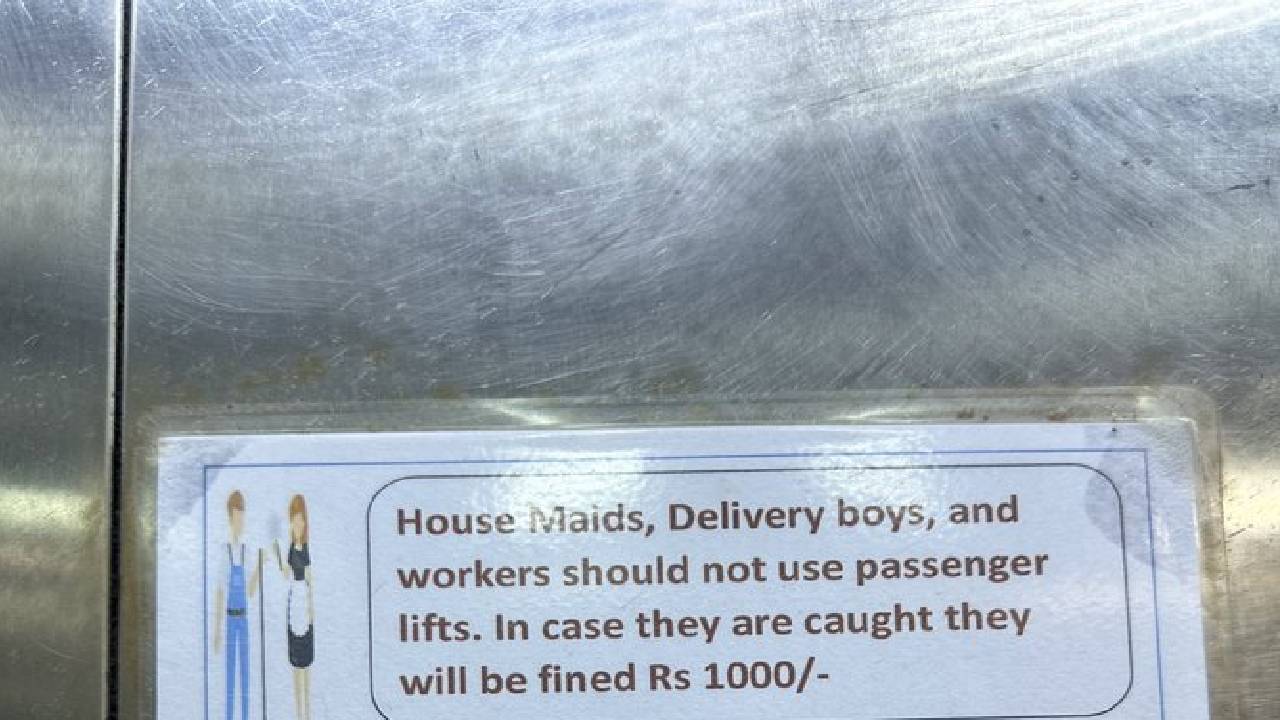 House Maids, Delivery boys, and
workers should not use passenger
lifts. In case they are caught they
will be fined Rs 1000/-